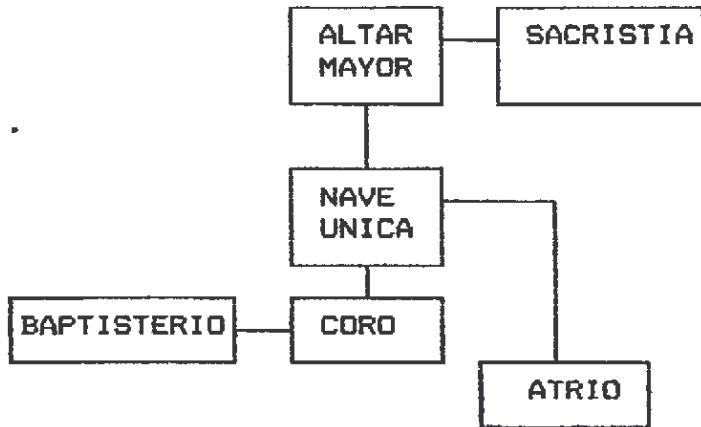 ALTAR
MAYOR
SACRISTIA
NAVE
UNICA
BAPTISTERIO
CORO
ATRIO